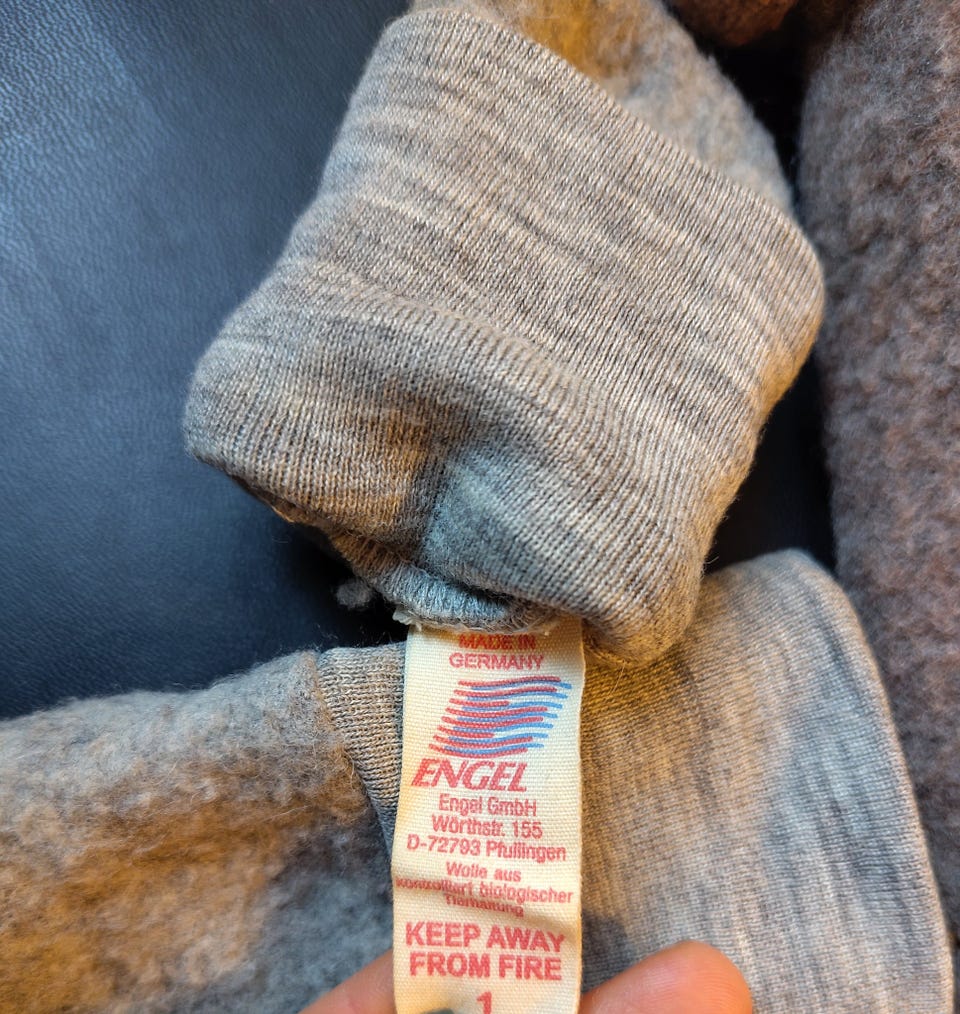 MADE IN
GERMANY
ENGEL
Engel GmbH
Wörthstr. 155
D-72793 Pfullingen
Wolle aus
kontrolliert biologischer
Tierhaltung
KEEP AWAY
FROM FIRE
1